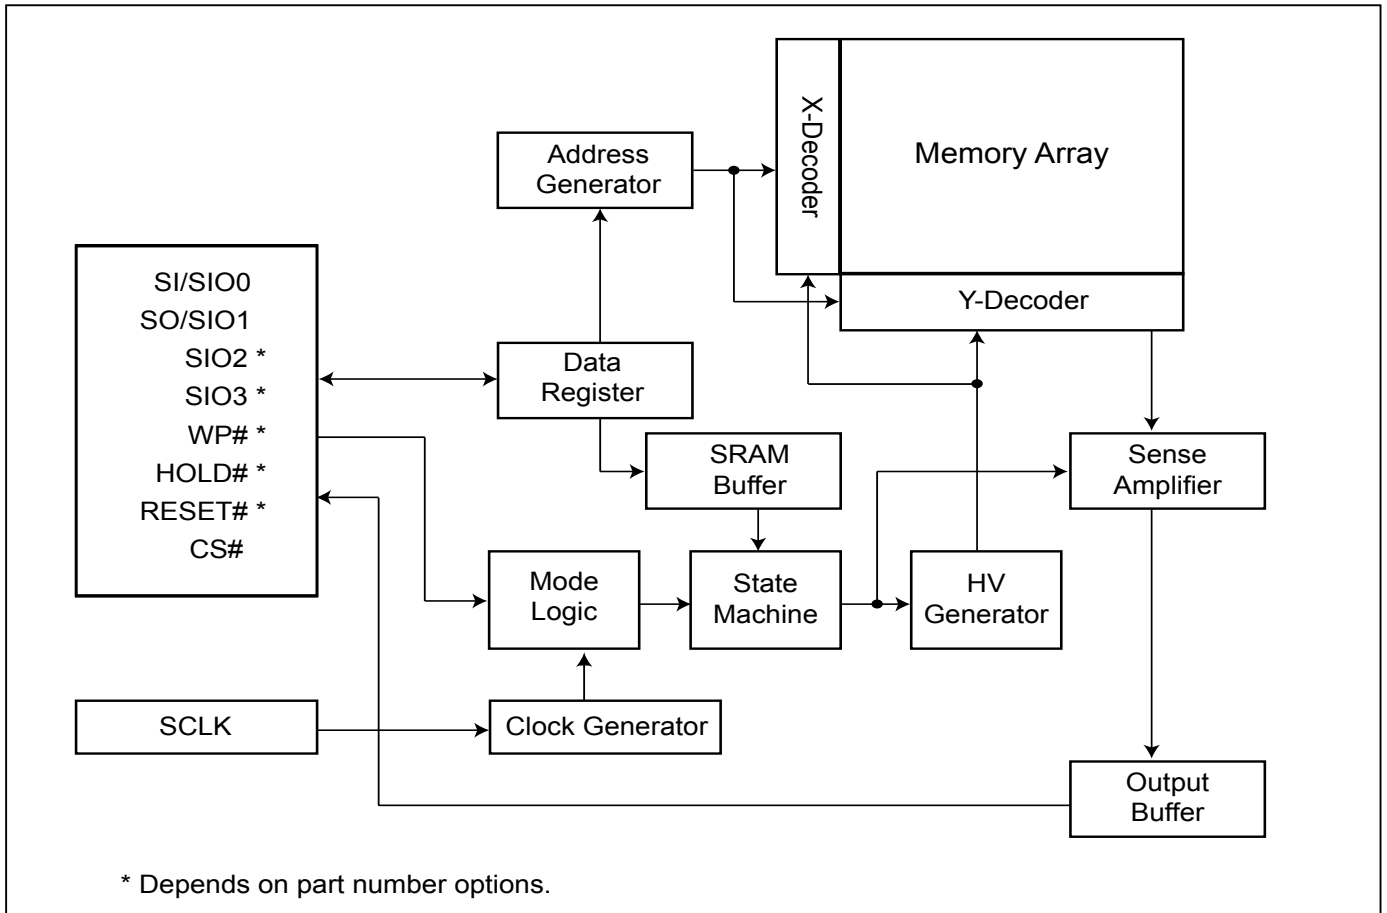 X-Decoder
Memory Array
Address
Generator
SI/SIO0
SO/SIO1
SIO2 *
SIO3 *
WP# *
HOLD# *
RESET# *
CS#
Y-Decoder
Data
Register
SRAM
Buffer
Sense
Amplifier
Mode
Logic
State
Machine
HV
Generator
SCLK
Clock Generator
Output
Buffer
* Depends on part number options.